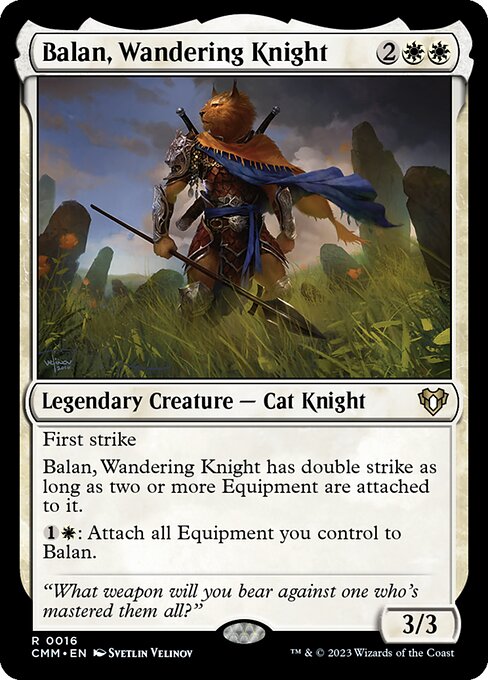 Balan, Wandering Knight 2
velinov
2010
Legendary Creature — Cat Knight
First strike
Balan, Wandering Knight has double strike as
long as two or more Equipment are attached
to it.
1 : Attach all Equipment you control to
Balan.
“What weapon will you bear against one who’s
mastered them all?”
3/3
R 0016
CMM • EN Svetlin Velinov
™ & © 2023 Wizards of the Coast